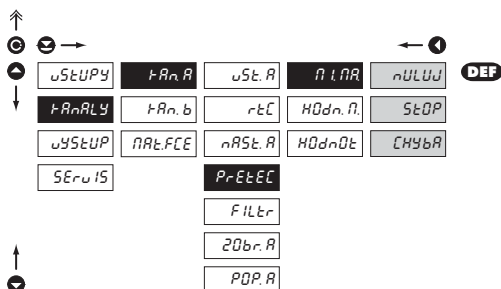 DEF
VSTUPY KAN. A VST. A MI.MA. NULUJ
KANALY KAN. b rtC HOdn. M. STOP
VYSTUP MAT.FCE NAST. A HOdnOt CHYBA
SErvIS PrEtEC
FILtr
ZObr. A
POP. A